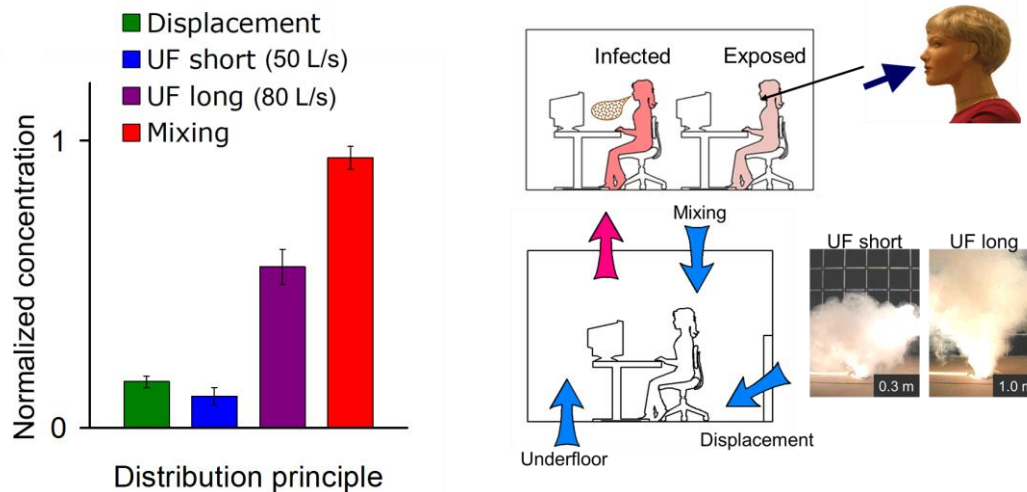 Displacement
UF short (50 L/s)
UF long (80 L/s)
Mixing
1
0
Normalized concentration
Distribution principle
Infected
Exposed
Mixing
Underfloor
Displacement
UF short
UF long
0.3 m
1.0 m